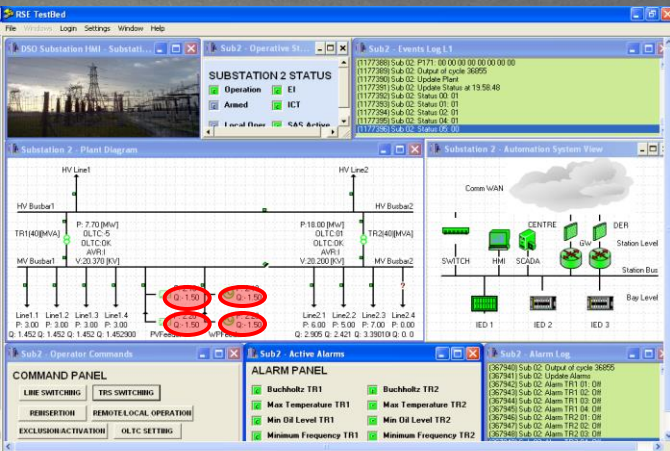 RSE TestBed
File Windows Login Settings Window Help
DSO Substation HMI - Substati...
Sub2 - Operative St...
Sub2 - Events Log L1
SUBSTATION 2 STATUS
Operation EI
Armed ICT
Local Oper SAS Active
(1177388) Sub 02: P171: 00 00 00 00 00 00 00 00
(1177389) Sub 02: Output of cycle 36855
(1177390) Sub 02: Update Plant
(1177391) Sub 02: Update Status at 19.58.48
(1177392) Sub 02: Status 00: 01
(1177393) Sub 02: Status 01: 01
(1177394) Sub 02: Status 02: 01
(1177395) Sub 02: Status 04: 01
(1177396) Sub 02: Status 05: 00
Substation 2 - Plant Diagram
HV Line1 HV Line2
HV Busbar1 HV Busbar2
TR1(40)[MVA]
P: 7.70 [MW]
OLTC:-5
OLTC:OK
AVR:I
V:20.370 [KV]
P:18.00 [MW]
OLTC:01
OLTC:OK
AVR:I
V:20.200 [KV]
TR2(40)[MVA]
MV Busbar1 MV Busbar2
Q:-1.50 Q:-1.50
Q:-1.50 Q:-1.50
?
Line1.1 Line1.2 Line1.3 Line1.4 Line2.1 Line2.2 Line2.3 Line2.4
P: 3.00 P: 3.00 P: 3.00 P: 3.00 P: 6.00 P: 5.00 P: 7.00 P: 0.00
Q: 1.452 Q: 1.452 Q: 1.452 Q: 1.452900 Q: 2.905 Q: 2.421 Q: 3.39010 Q: 0.0
Substation 2 - Automation System View
Comm WAN
CENTRE DER
GW
Station Level
SWITCH HMI SCADA
Station Bus
Bay Level
IED 1 IED 2 IED 3
Sub2 - Operator Commands
COMMAND PANEL
LINE SWITCHING TRS SWITCHING
REINSERTION REMOTE/LOCAL OPERATION
EXCLUSION/ACTIVATION OLTC SETTING
Sub2 - Active Alarms
ALARM PANEL
Buchholtz TR1 Buchholtz TR2
Max Temperature TR1 Max Temperature TR2
Min Oil Level TR1 Min Oil Level TR2
Minimum Frequency TR1 Minimum Frequency TR2
Sub2 - Alarm Log
(367940) Sub 02: Output of cycle 36855
(367941) Sub 02: Update Alarms
(367942) Sub 02: Alarm TR1 01: Off
(367943) Sub 02: Alarm TR1 02: Off
(367944) Sub 02: Alarm TR1 03: Off
(367945) Sub 02: Alarm TR1 04: Off
(367946) Sub 02: Alarm TR2 01: Off
(367947) Sub 02: Alarm TR2 02: Off
(367948) Sub 02: Alarm TR2 03: Off